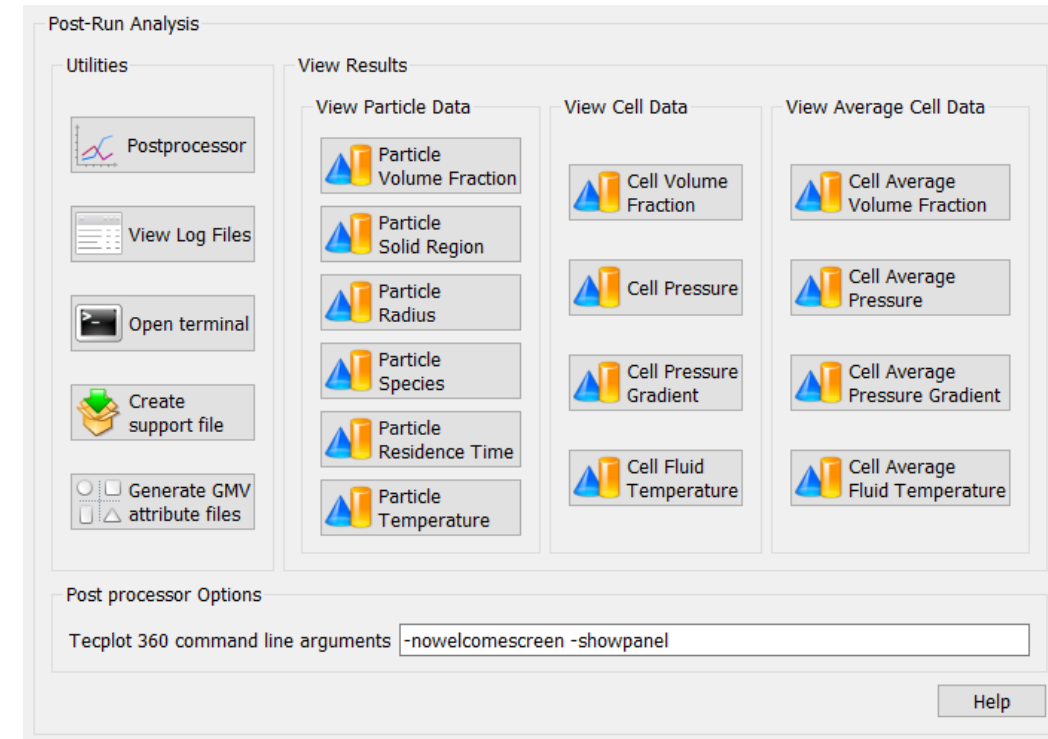 Post-Run Analysis
Utilities
Postprocessor
View Log Files
Open terminal
Create
support file
Generate GMV
attribute files
View Results
View Particle Data
Particle
Volume Fraction
Particle
Solid Region
Particle
Radius
Particle
Species
Particle
Residence Time
Particle
Temperature
View Cell Data
Cell Volume
Fraction
Cell Pressure
Cell Pressure
Gradient
Cell Fluid
Temperature
View Average Cell Data
Cell Average
Volume Fraction
Cell Average
Pressure
Cell Average
Pressure Gradient
Cell Average
Fluid Temperature
Post processor Options
Tecplot 360 command line arguments -nowelcomescreen -showpanel
Help